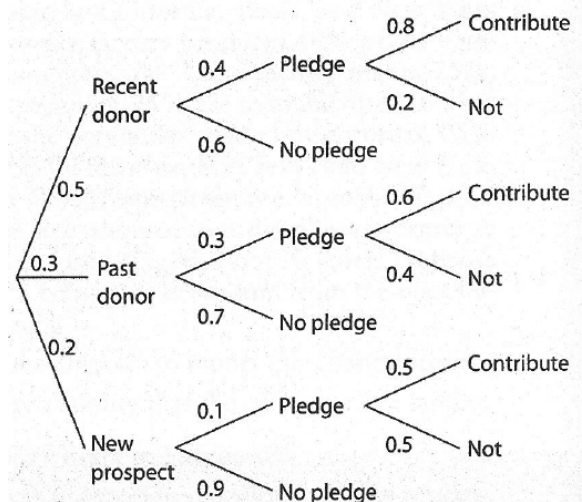 0.8 Contribute
0.4 Pledge
Recent
donor
0.2 Not
0.6 No pledge
0.5
0.6 Contribute
0.3 Pledge
0.3 Past
donor
0.4 Not
0.7 No pledge
0.2
0.5 Contribute
0.1 Pledge
New
prospect
0.5 Not
0.9 No pledge